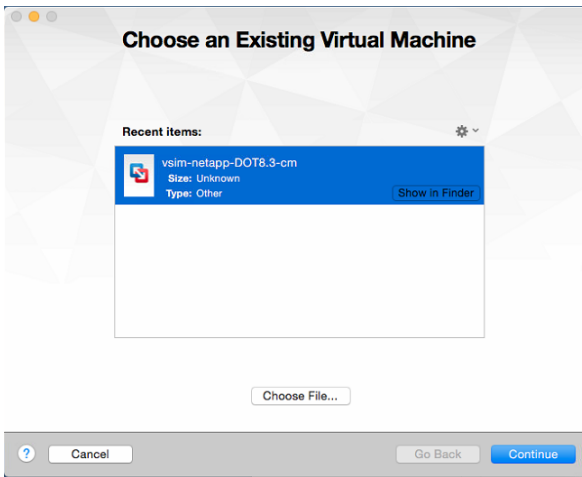 Choose an Existing Virtual Machine
Recent items:
vsim-netapp-DOT8.3-cm
Size: Unknown
Type: Other
Show in Finder
Choose File...
?
Cancel
Go Back
Continue